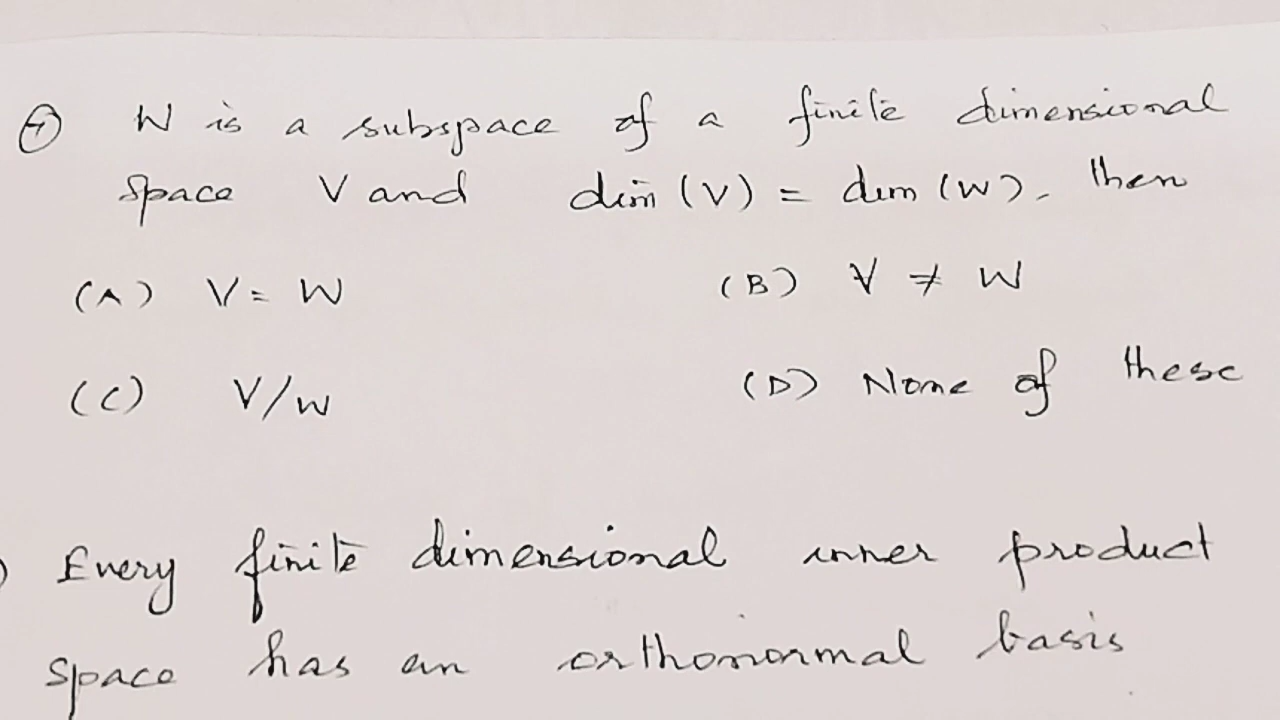 7 W is a subspace of a finite dimensional
space V and dim (V) = dim (W). Then
(A) V = W (B) V ≠ W
(C) V/W (D) None of these
) Every finite dimensional inner product
space has an orthonormal basis